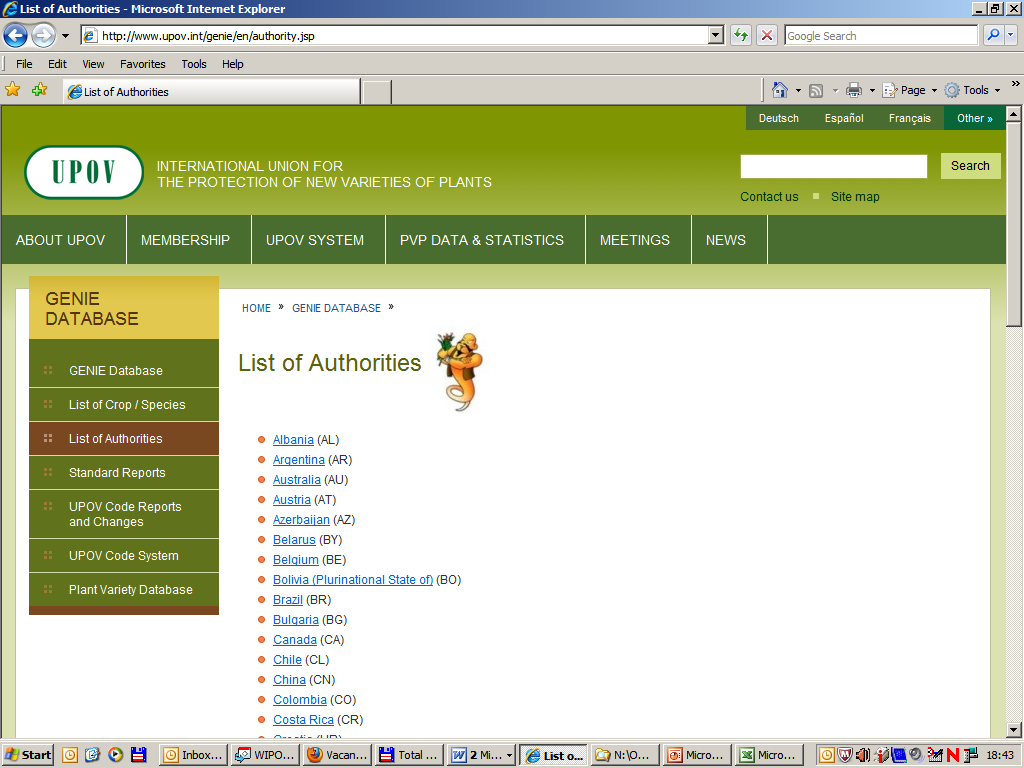 List of Authorities - Microsoft Internet Explorer
http://www.upov.int/genie/en/authority.jsp
Google Search
File Edit View Favorites Tools Help
List of Authorities
Page Tools »
Deutsch Español Français Other »
UPOV
INTERNATIONAL UNION FOR
THE PROTECTION OF NEW VARIETIES OF PLANTS
Search
Contact us Site map
ABOUT UPOV MEMBERSHIP UPOV SYSTEM PVP DATA & STATISTICS MEETINGS NEWS
GENIE
DATABASE
GENIE Database
List of Crop / Species
List of Authorities
Standard Reports
UPOV Code Reports
and Changes
UPOV Code System
Plant Variety Database
HOME » GENIE DATABASE »
List of Authorities
Albania (AL)
Argentina (AR)
Australia (AU)
Austria (AT)
Azerbaijan (AZ)
Belarus (BY)
Belgium (BE)
Bolivia (Plurinational State of) (BO)
Brazil (BR)
Bulgaria (BG)
Canada (CA)
Chile (CL)
China (CN)
Colombia (CO)
Costa Rica (CR)
Start Inbox... WIPO... Vacan... Total ... 2 Mi... List o... N:\O... Micro... Micro... 18:43